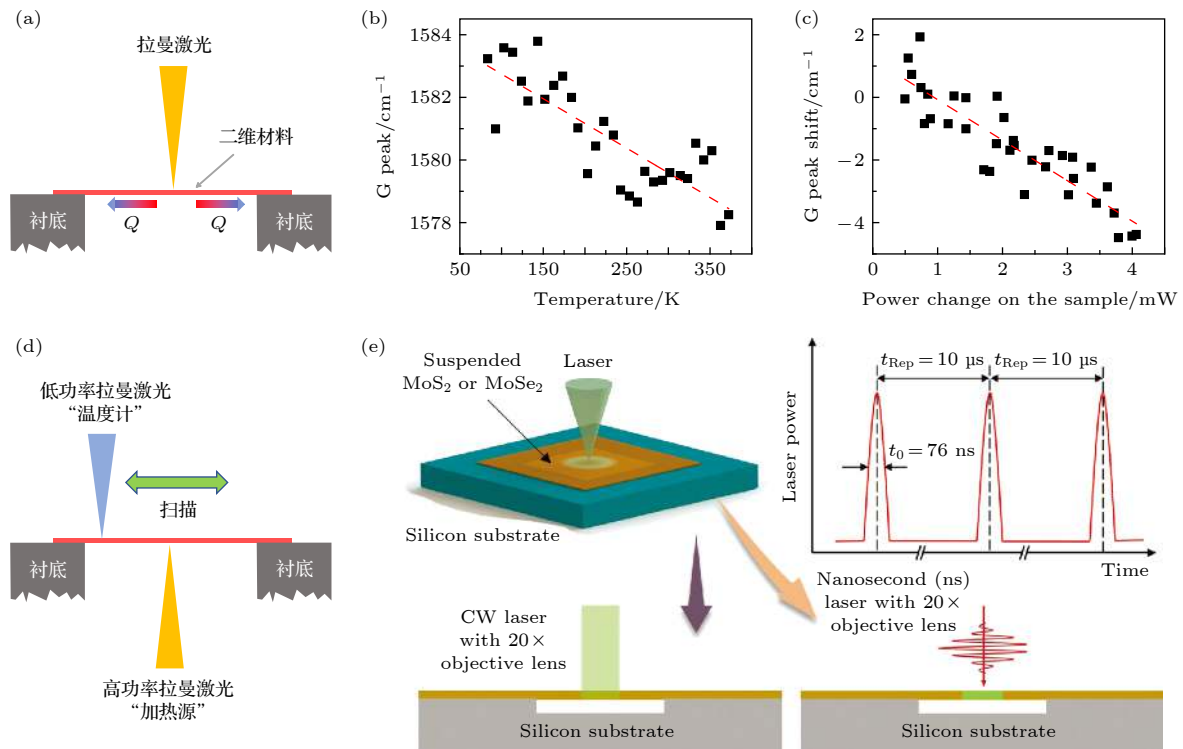 (a)
拉曼激光
二维材料
衬底
Q
Q
衬底
(b)
G peak/cm−1
1584
1582
1580
1578
50
150
250
350
Temperature/K
(c)
G peak shift/cm−1
2
0
−2
−4
0
1
2
3
4
Power change on the sample/mW
(d)
低功率拉曼激光
“温度计”
扫描
衬底
衬底
高功率拉曼激光
“加热源”
(e)
Suspended
MoS2 or MoSe2
Laser
Silicon substrate
Laser power
tRep = 10 µs
tRep = 10 µs
t0 = 76 ns
Time
CW laser
with 20×
objective lens
Silicon substrate
Nanosecond (ns)
laser with 20×
objective lens
Silicon substrate